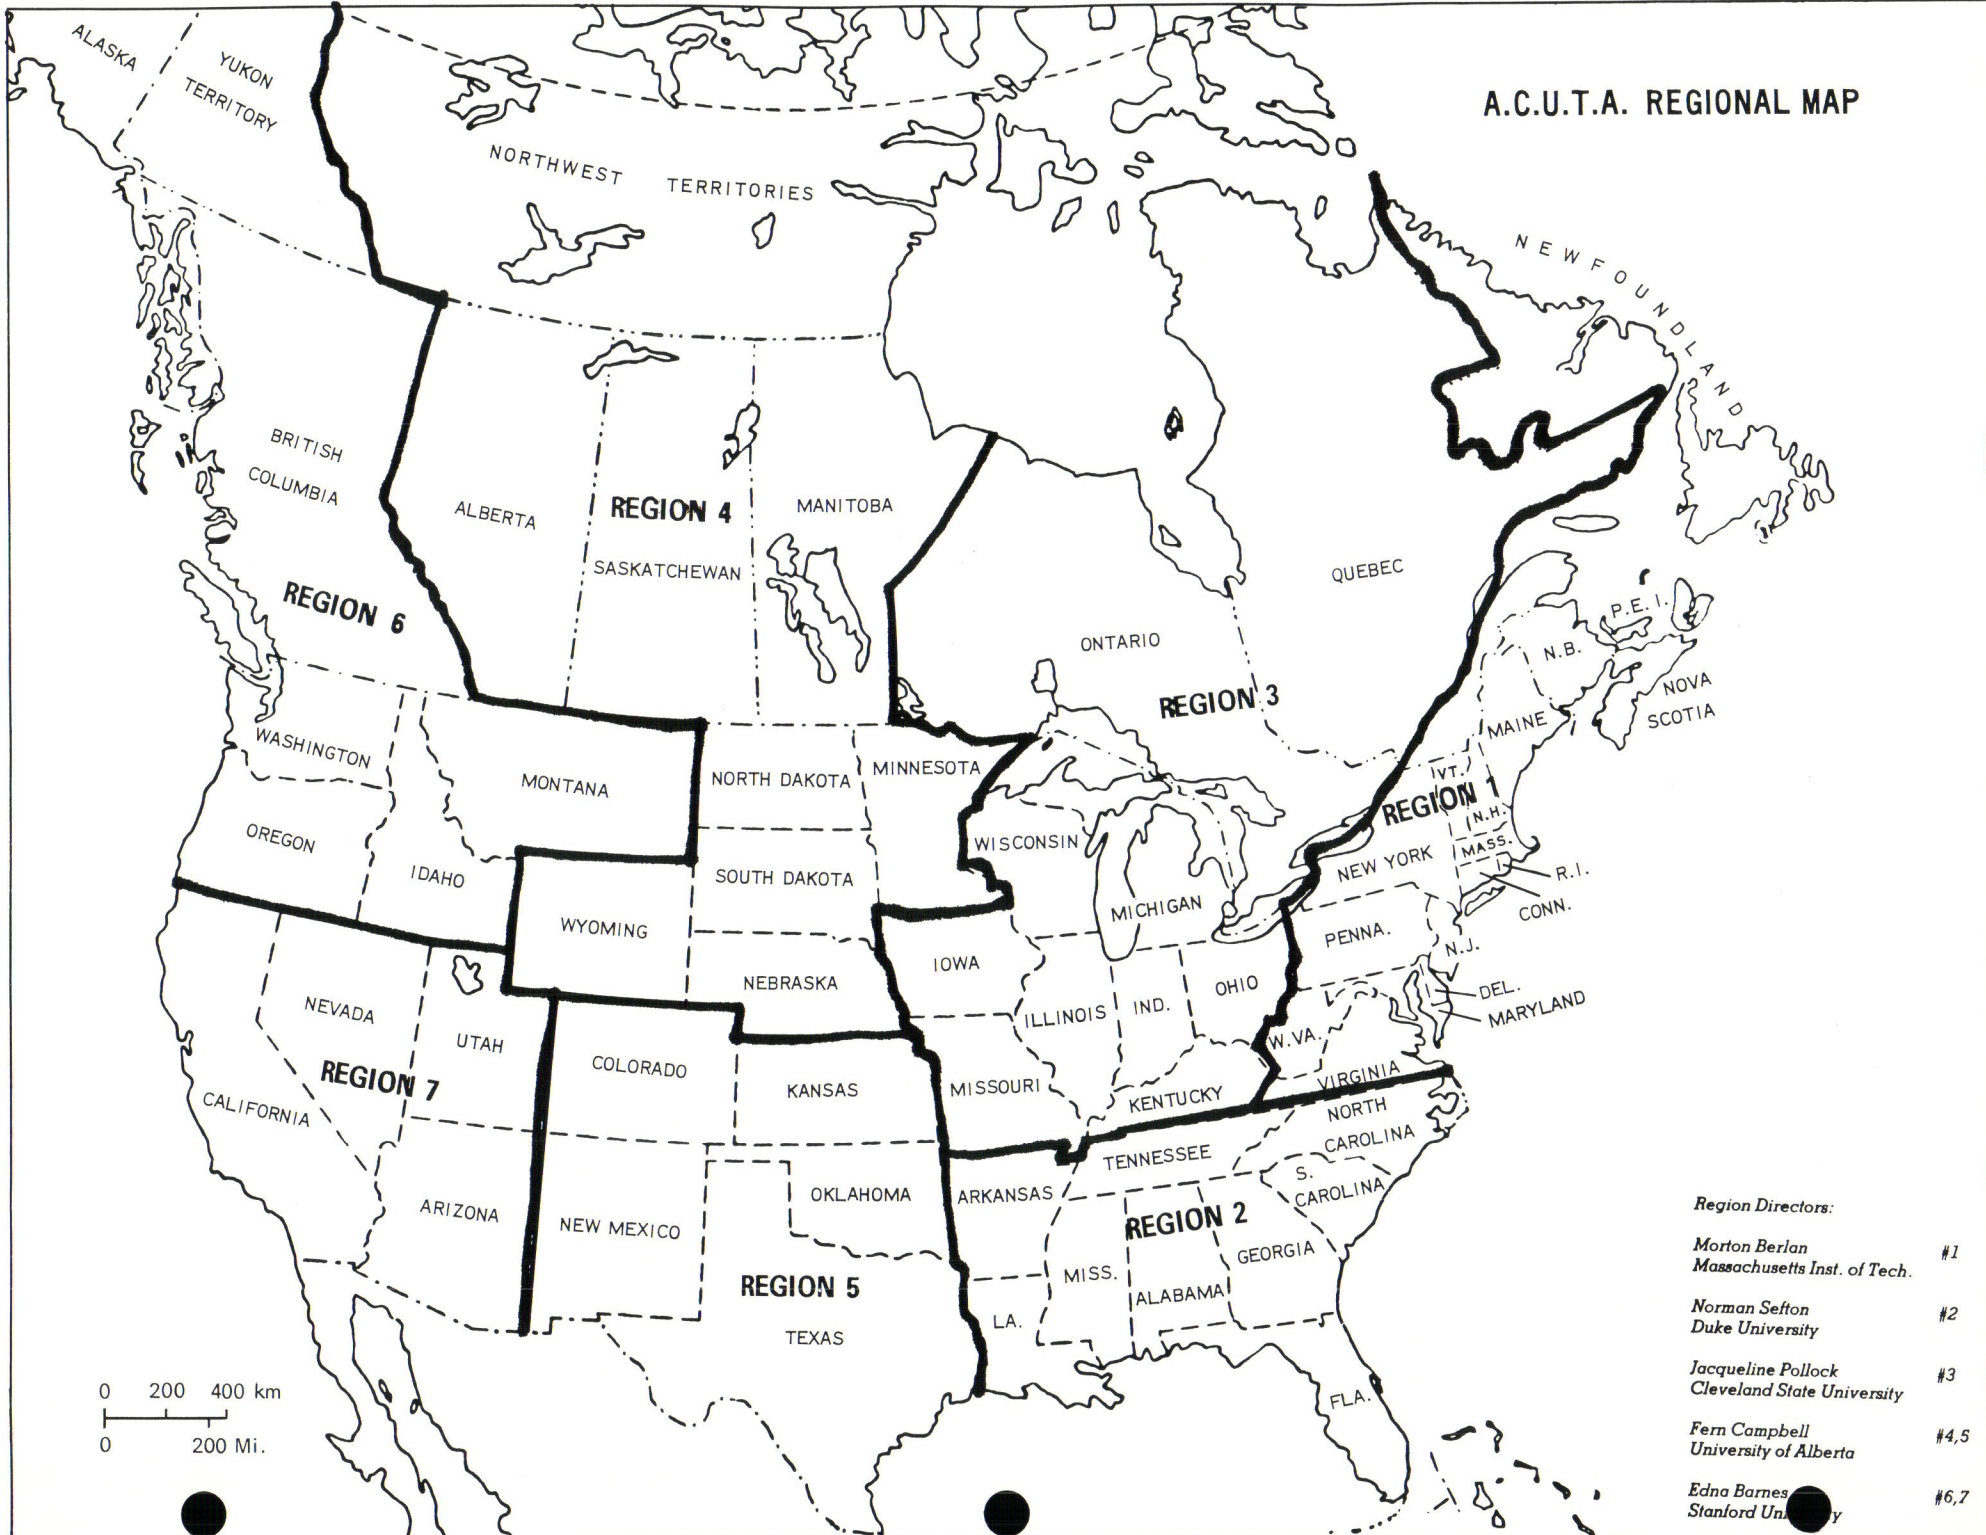 A.C.U.T.A. REGIONAL MAP
ALASKA
YUKON
TERRITORY
NORTHWEST TERRITORIES
NEWFOUNDLAND
BRITISH
COLUMBIA
ALBERTA
REGION 4
MANITOBA
SASKATCHEWAN
QUEBEC
REGION 6
P.E.I.
ONTARIO
N.B.
REGION 3
NOVA
SCOTIA
MAINE
WASHINGTON
MONTANA
NORTH DAKOTA
MINNESOTA
VT.
REGION 1
N.H.
OREGON
IDAHO
SOUTH DAKOTA
WISCONSIN
MASS.
NEW YORK
R.I.
CONN.
WYOMING
MICHIGAN
PENNA.
N.J.
IOWA
NEBRASKA
OHIO
DEL.
MARYLAND
NEVADA
UTAH
ILLINOIS
IND.
W.VA.
COLORADO
KANSAS
MISSOURI
KENTUCKY
VIRGINIA
REGION 7
CALIFORNIA
NORTH
CAROLINA
TENNESSEE
S.
CAROLINA
ARIZONA
NEW MEXICO
OKLAHOMA
ARKANSAS
REGION 2
GEORGIA
MISS.
ALABAMA
REGION 5
LA.
TEXAS
FLA.
0 200 400 km
0 200 Mi.
Region Directors:
Morton Berlan #1
Massachusetts Inst. of Tech.
Norman Sefton #2
Duke University
Jacqueline Pollock #3
Cleveland State University
Fern Campbell #4,5
University of Alberta
Edna Barnes #6,7
Stanford